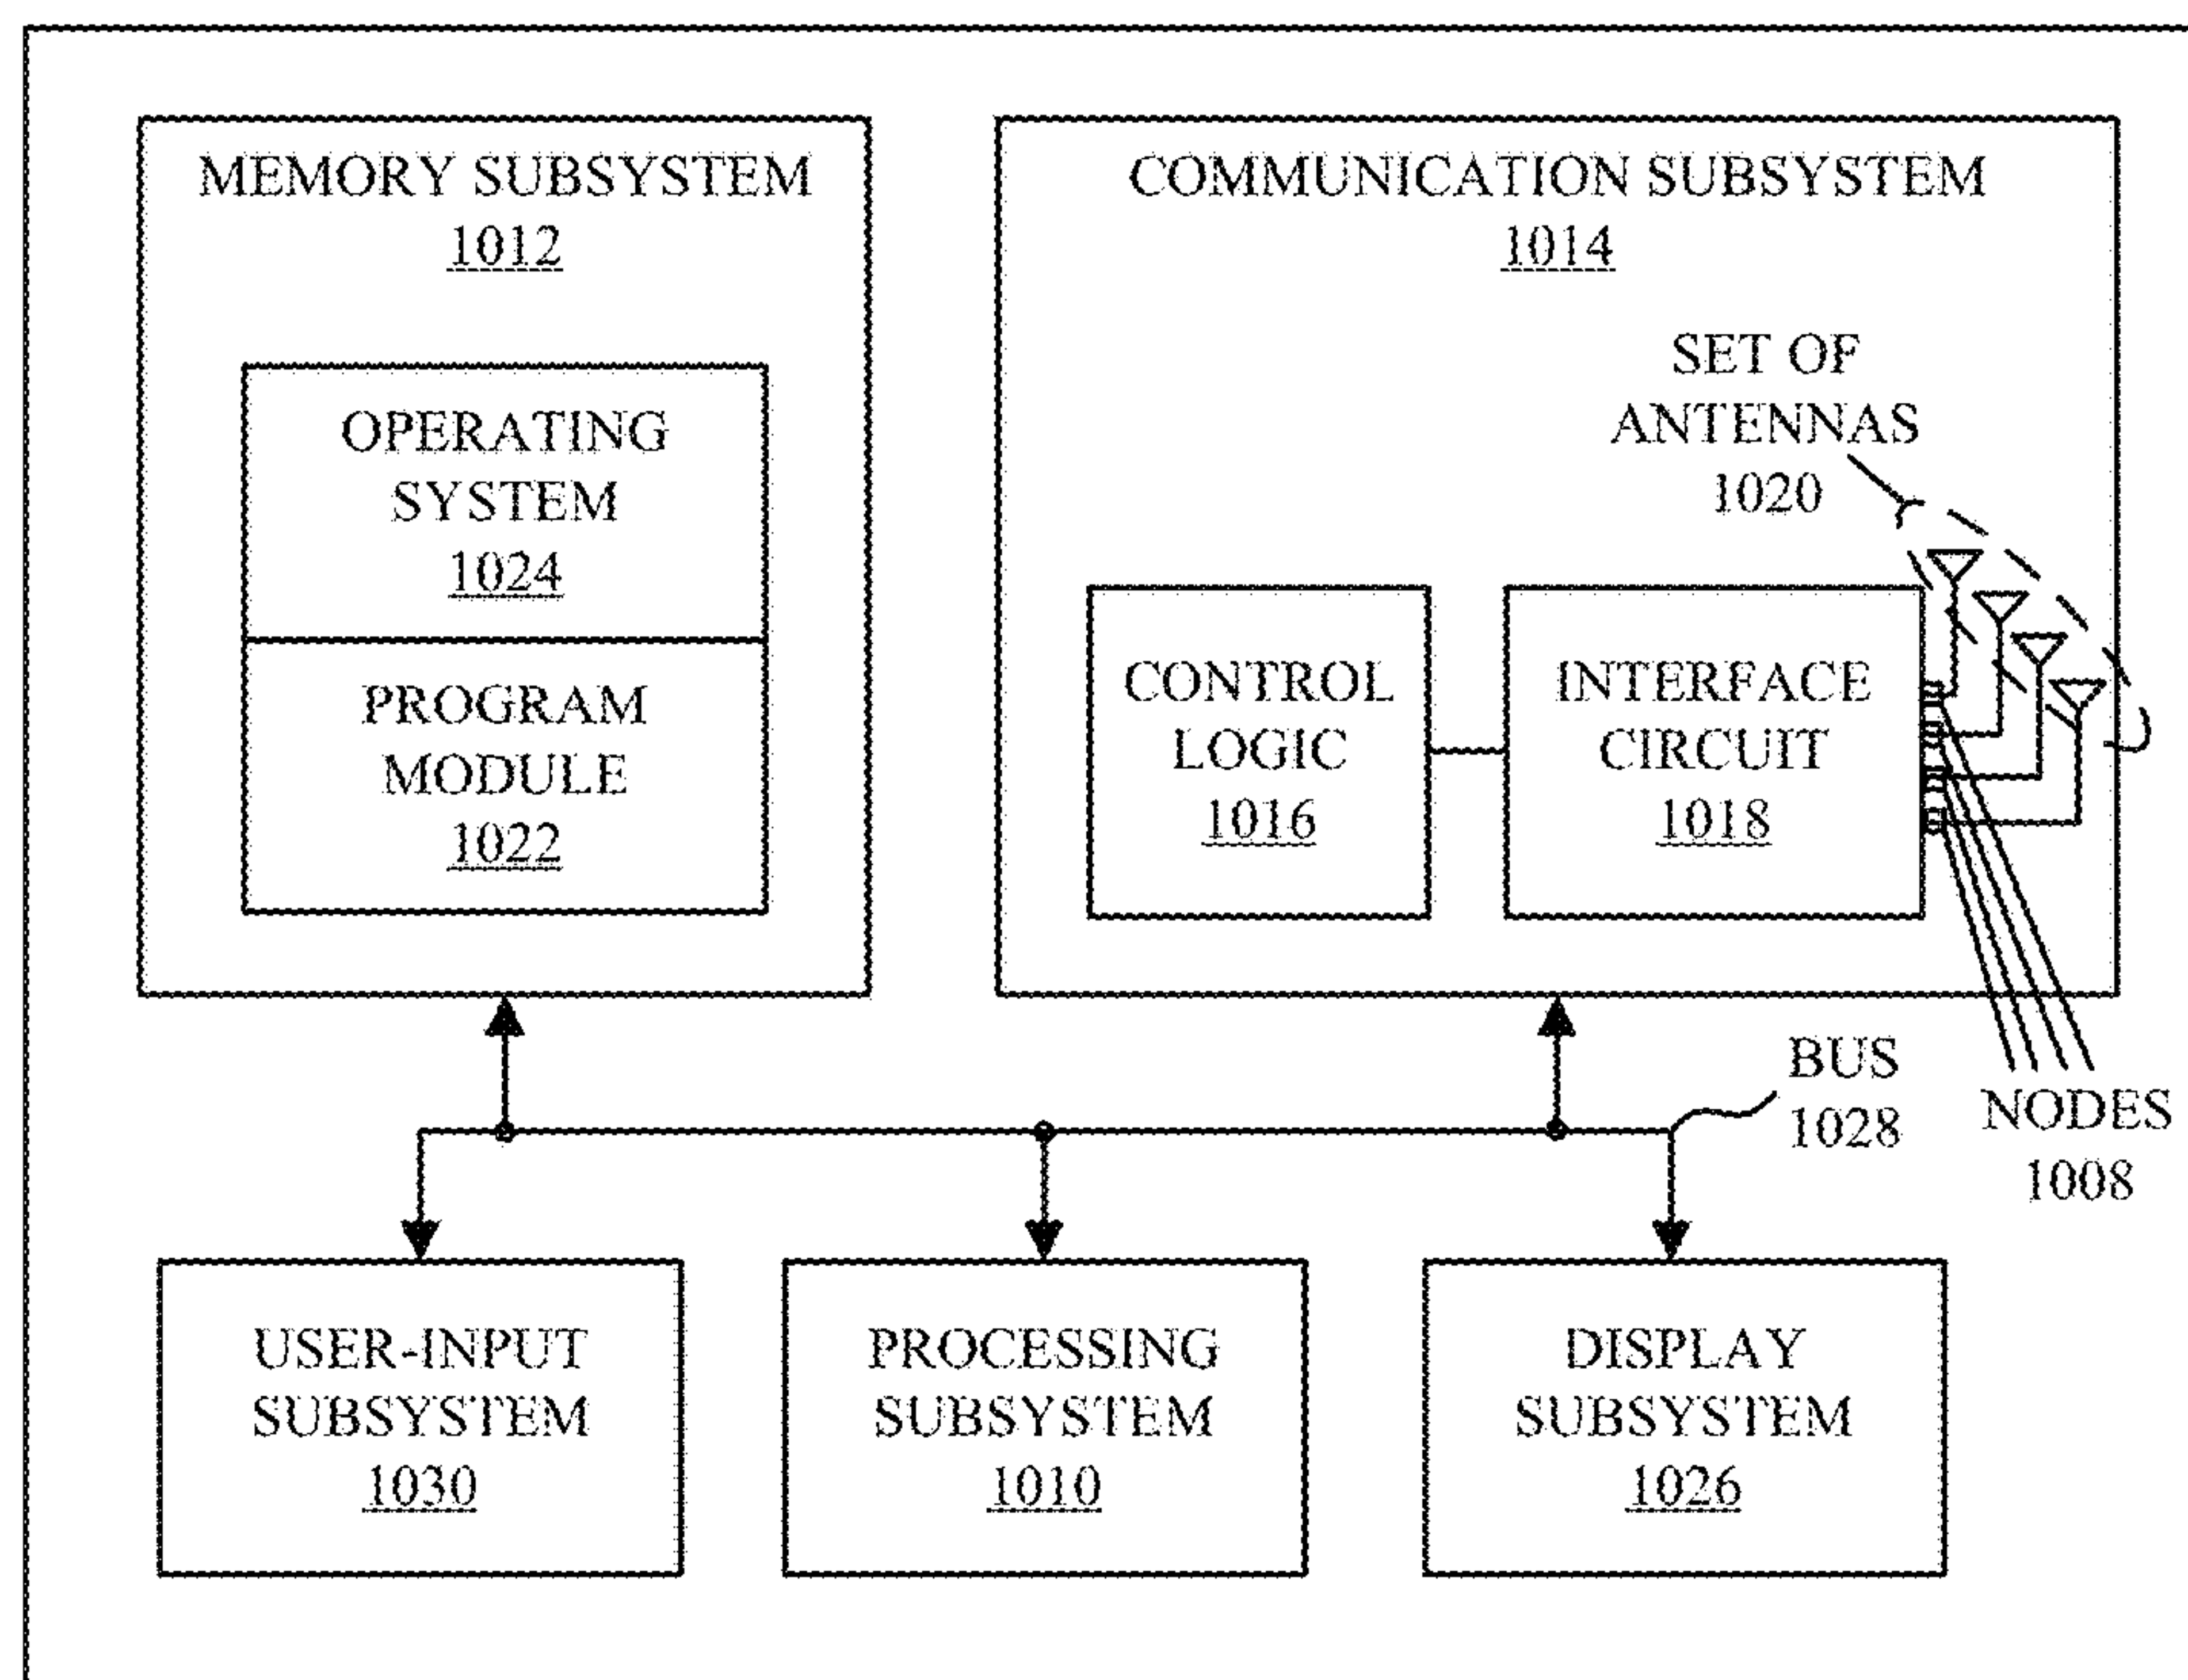 MEMORY SUBSYSTEM
1012
OPERATING
SYSTEM
1024
PROGRAM
MODULE
1022
COMMUNICATION SUBSYSTEM
1014
SET OF
ANTENNAS
1020
CONTROL
LOGIC
1016
INTERFACE
CIRCUIT
1018
BUS
1028
NODES
1008
USER-INPUT
SUBSYSTEM
1030
PROCESSING
SUBSYSTEM
1010
DISPLAY
SUBSYSTEM
1026